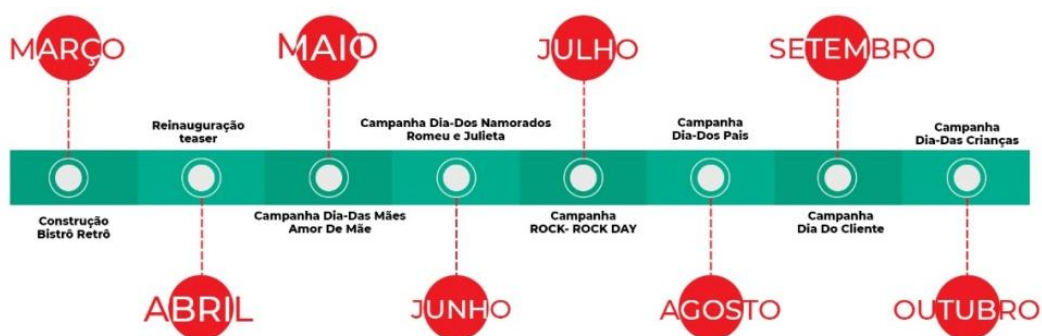 MARÇO
MAIO
JULHO
SETEMBRO
Reinauguração
teaser
Campanha Dia-Dos Namorados
Romeu e Julieta
Campanha
Dia-Dos Pais
Campanha
Dia-Das Crianças
Construção
Bistrô Retrô
Campanha Dia-Das Mães
Amor De Mãe
Campanha
ROCK- ROCK DAY
Campanha
Dia Do Cliente
ABRIL
JUNHO
AGOSTO
OUTUBRO